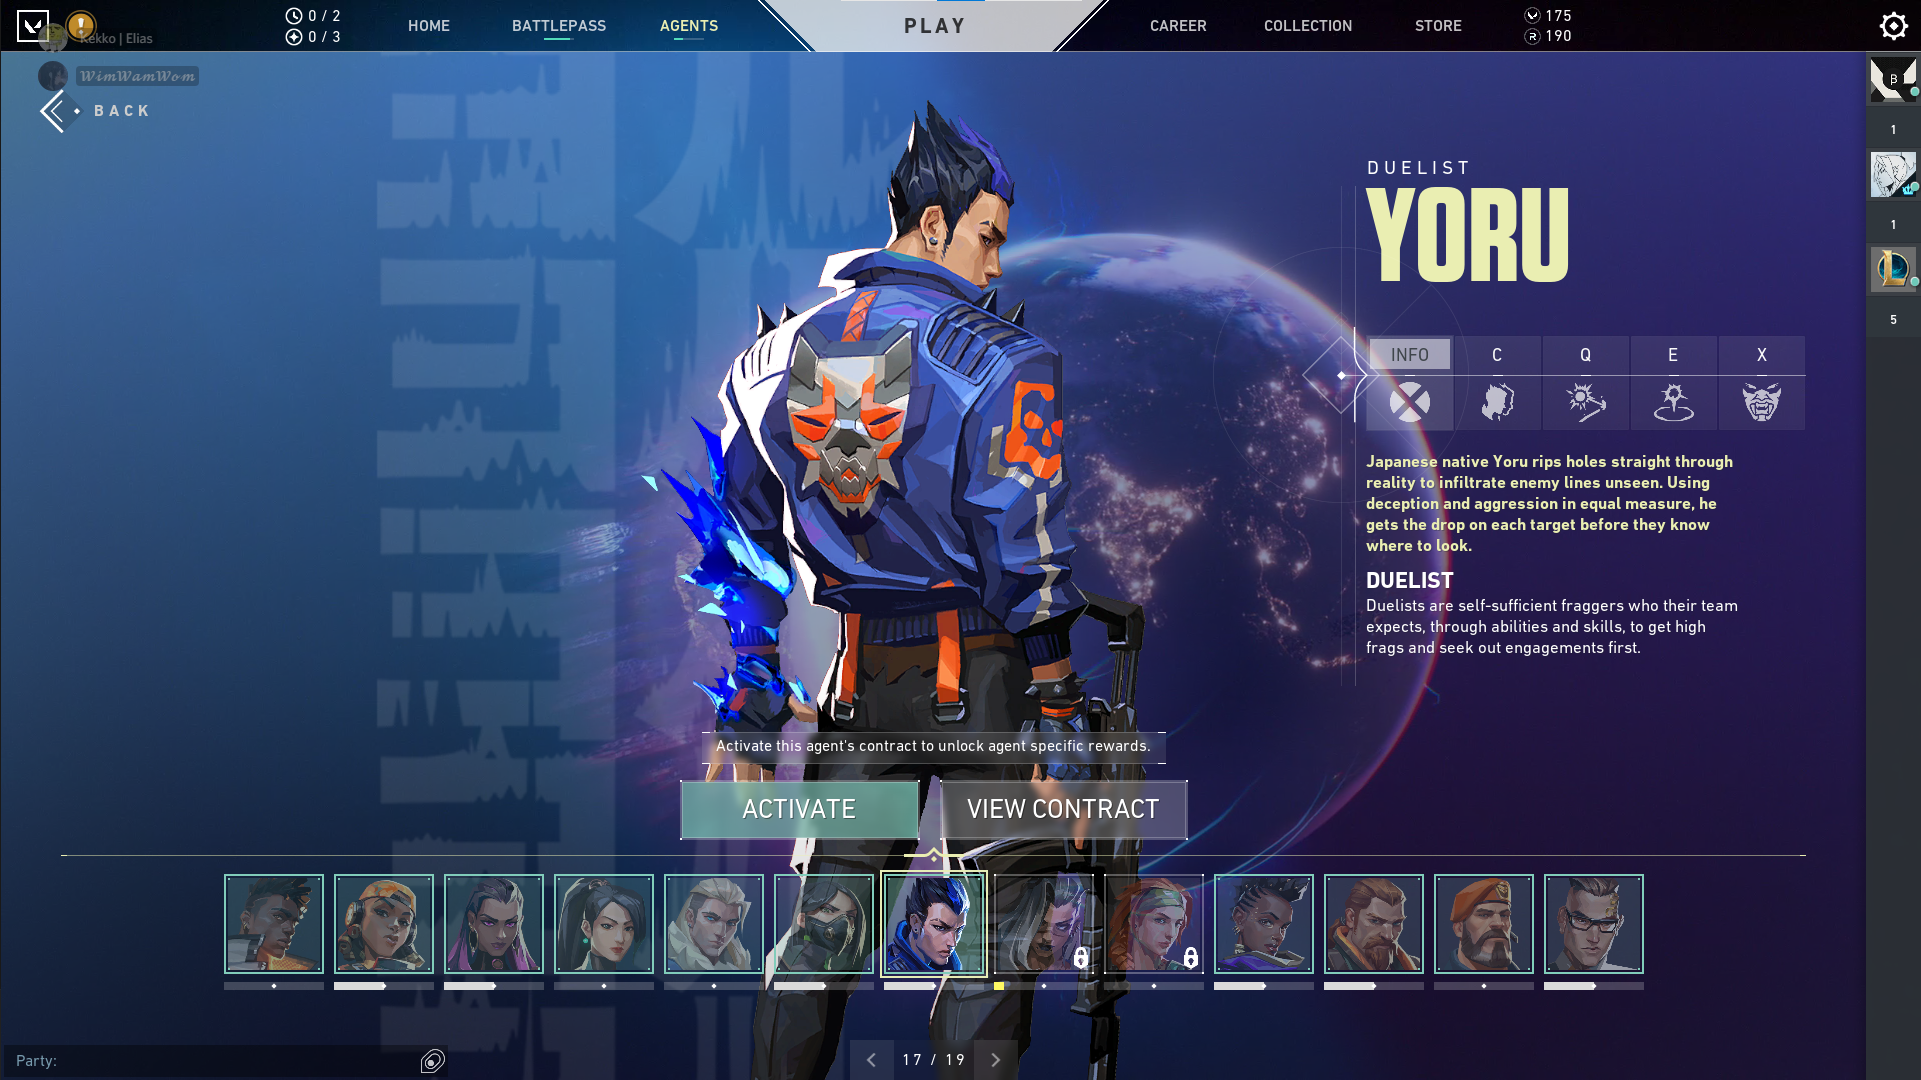 0 / 2
0 / 3
HOME
BATTLEPASS
AGENTS
PLAY
CAREER
COLLECTION
STORE
175
R 190
Kekko | Elias
WimWamWom
BACK
B
1
1
5
DUELIST
YORU
INFO
C
Q
E
X
Japanese native Yoru rips holes straight through
reality to infiltrate enemy lines unseen. Using
deception and aggression in equal measure, he
gets the drop on each target before they know
where to look.
DUELIST
Duelists are self-sufficient fraggers who their team
expects, through abilities and skills, to get high
frags and seek out engagements first.
Activate this agent's contract to unlock agent specific rewards.
ACTIVATE
VIEW CONTRACT
Party:
17 / 19